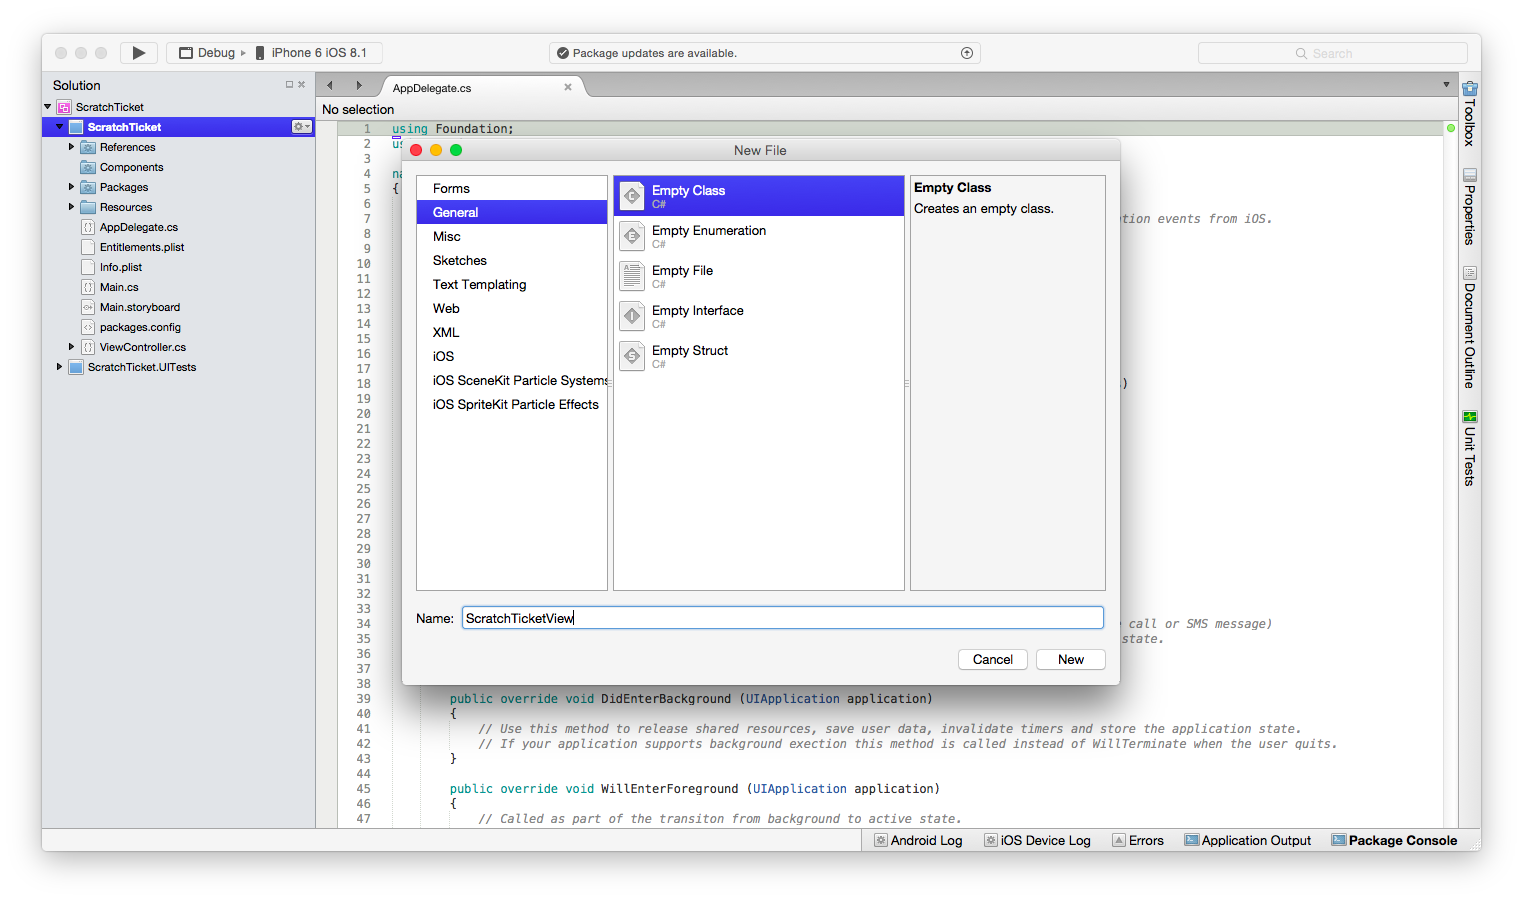 Debug
iPhone 6 iOS 8.1
Package updates are available.
Search
Solution
ScratchTicket
ScratchTicket
References
Components
Packages
Resources
AppDelegate.cs
Entitlements.plist
Info.plist
Main.cs
Main.storyboard
packages.config
ViewController.cs
ScratchTicket.UITests
AppDelegate.cs
No selection
1 using Foundation;
2 us
3
4 na
5 {
6
7 tion events from iOS.
8
9
10
11
12
13
14
15
16
17
18 )
19
20
21
22
23
24
25
26
27
28
29
30
31
32
33
34 call or SMS message)
35 state.
36
37
38
39 public override void DidEnterBackground (UIApplication application)
40 {
41 // Use this method to release shared resources, save user data, invalidate timers and store the application state.
42 // If your application supports background exection this method is called instead of WillTerminate when the user quits.
43 }
44
45 public override void WillEnterForeground (UIApplication application)
46 {
47 // Called as part of the transiton from background to active state.
New File
Forms
General
Misc
Sketches
Text Templating
Web
XML
iOS
iOS SceneKit Particle Systems
iOS SpriteKit Particle Effects
Empty Class
C#
Empty Enumeration
C#
Empty File
C#
Empty Interface
C#
Empty Struct
C#
Empty Class
Creates an empty class.
Name: ScratchTicketView
Cancel
New
Toolbox
Properties
Document Outline
Unit Tests
Android Log
iOS Device Log
Errors
Application Output
Package Console